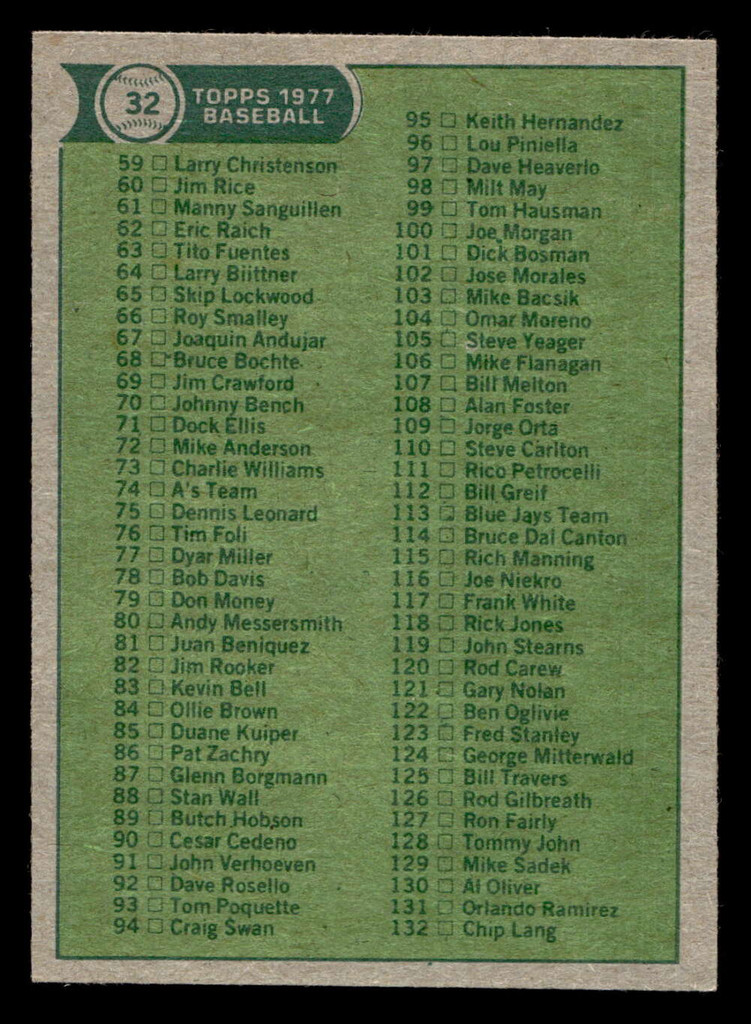 32
TOPPS 1977
BASEBALL
59 □ Larry Christenson
60 □ Jim Rice
61 □ Manny Sanguillen
62 □ Eric Raich
63 □ Tito Fuentes
64 □ Larry Biittner
65 □ Skip Lockwood
66 □ Roy Smalley
67 □ Joaquin Andujar
68 □ Bruce Bochte
69 □ Jim Crawford
70 □ Johnny Bench
71 □ Dock Ellis
72 □ Mike Anderson
73 □ Charlie Williams
74 □ A's Team
75 □ Dennis Leonard
76 □ Tim Foli
77 □ Dyar Miller
78 □ Bob Davis
79 □ Don Money
80 □ Andy Messersmith
81 □ Juan Beniquez
82 □ Jim Rooker
83 □ Kevin Bell
84 □ Ollie Brown
85 □ Duane Kuiper
86 □ Pat Zachry
87 □ Glenn Borgmann
88 □ Stan Wall
89 □ Butch Hobson
90 □ Cesar Cedeno
91 □ John Verhoeven
92 □ Dave Rosello
93 □ Tom Poquette
94 □ Craig Swan
95 □ Keith Hernandez
96 □ Lou Piniella
97 □ Dave Heaverlo
98 □ Milt May
99 □ Tom Hausman
100 □ Joe Morgan
101 □ Dick Bosman
102 □ Jose Morales
103 □ Mike Bacsik
104 □ Omar Moreno
105 □ Steve Yeager
106 □ Mike Flanagan
107 □ Bill Melton
108 □ Alan Foster
109 □ Jorge Orta
110 □ Steve Carlton
111 □ Rico Petrocelli
112 □ Bill Greif
113 □ Blue Jays Team
114 □ Bruce Dal Canton
115 □ Rick Manning
116 □ Joe Niekro
117 □ Frank White
118 □ Rick Jones
119 □ John Stearns
120 □ Rod Carew
121 □ Gary Nolan
122 □ Ben Oglivie
123 □ Fred Stanley
124 □ George Mitterwald
125 □ Bill Travers
126 □ Rod Gilbreath
127 □ Ron Fairly
128 □ Tommy John
129 □ Mike Sadek
130 □ Al Oliver
131 □ Orlando Ramirez
132 □ Chip Lang